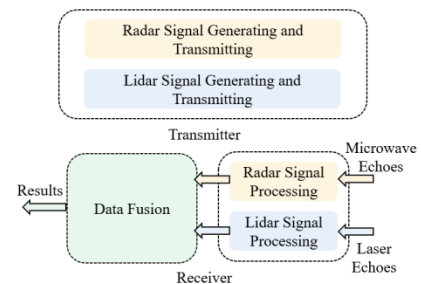 Radar Signal Generating and
Transmitting
Lidar Signal Generating and
Transmitting
Transmitter
Microwave
Echoes
Radar Signal
Processing
Results
Data Fusion
Lidar Signal
Processing
Laser
Echoes
Receiver